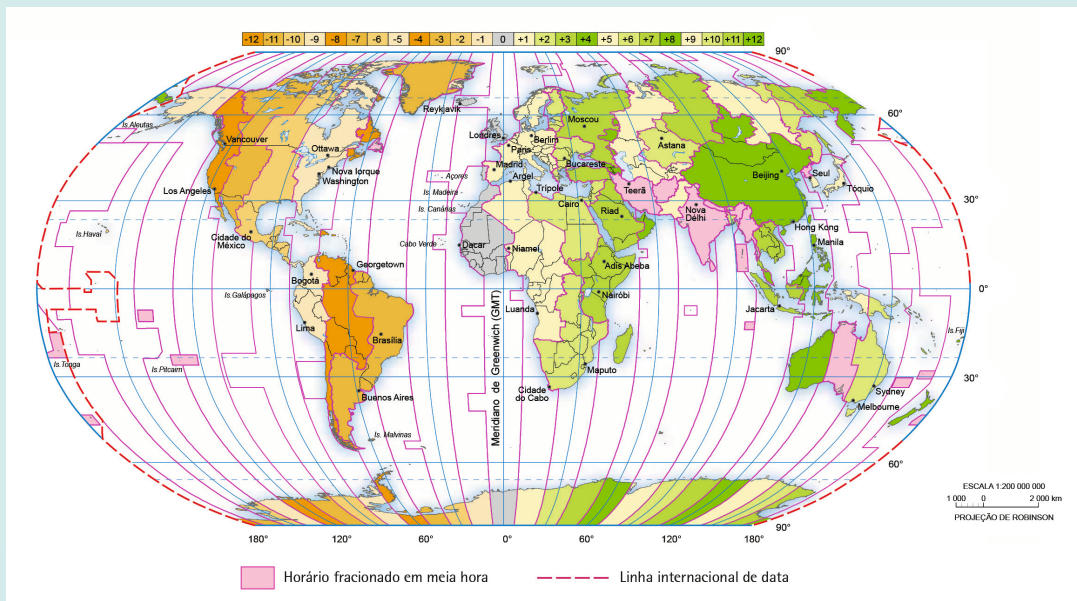 -12 -11 -10 -9 -8 -7 -6 -5 -4 -3 -2 -1 0 +1 +2 +3 +4 +5 +6 +7 +8 +9 +10 +11 +12
90°
Reykjavík
60°
Is. Aleutas
Moscou
Londres
Berlim
Vancouver
Paris
Astana
Ottawa
Bucareste
Nova Iorque
Madrid
Washington
Açores
Argel
Beijing
Seul
Los Angeles
Is. Madeira
Trípole
Teerã
Tóquio
Is. Canárias
Cairo
Riad
Nova
Délhi
30°
Is.Havaí
Cidade do
México
Cabo Verde
Dacar
Niamei
Hong Kong
Manila
Georgetown
Adis Abeba
Bogotá
Is.Galápagos
Nairóbi
0°
Lima
Luanda
Jacarta
Is. Fiji
Brasília
Is.Tonga
Is.Pitcairn
Meridiano de Greenwich (GMT)
Maputo
30°
Buenos Aires
Cidade
do Cabo
Sydney
Melbourne
Is. Malvinas
60°
ESCALA 1:200 000 000
1 000 0 2 000 km
PROJEÇÃO DE ROBINSON
90°
180° 120° 60° 0° 60° 120° 180°
Horário fracionado em meia hora
Linha internacional de data